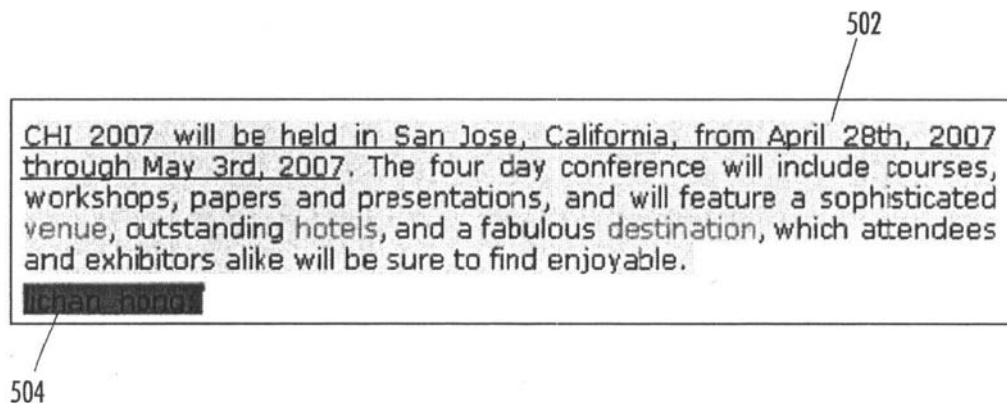 502
CHI 2007 will be held in San Jose, California, from April 28th, 2007
through May 3rd, 2007. The four day conference will include courses,
workshops, papers and presentations, and will feature a sophisticated
venue, outstanding hotels, and a fabulous destination, which attendees
and exhibitors alike will be sure to find enjoyable.
lichan hong:
504